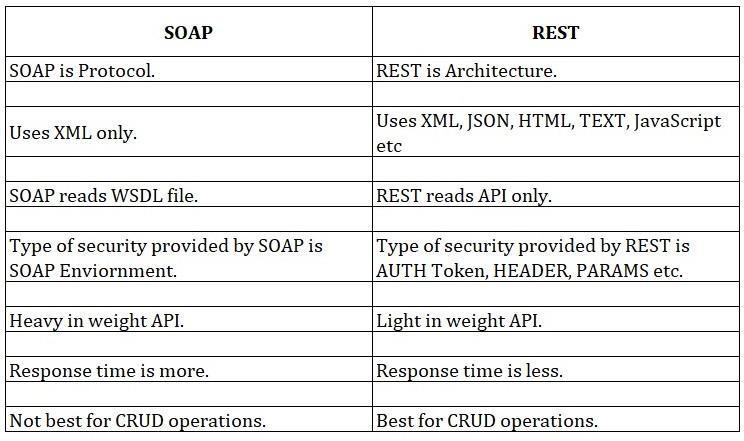 SOAP
REST
SOAP is Protocol.
REST is Architecture.
Uses XML only.
Uses XML, JSON, HTML, TEXT, JavaScript
etc
SOAP reads WSDL file.
REST reads API only.
Type of security provided by SOAP is
SOAP Enviornment.
Type of security provided by REST is
AUTH Token, HEADER, PARAMS etc.
Heavy in weight API.
Light in weight API.
Response time is more.
Response time is less.
Not best for CRUD operations.
Best for CRUD operations.